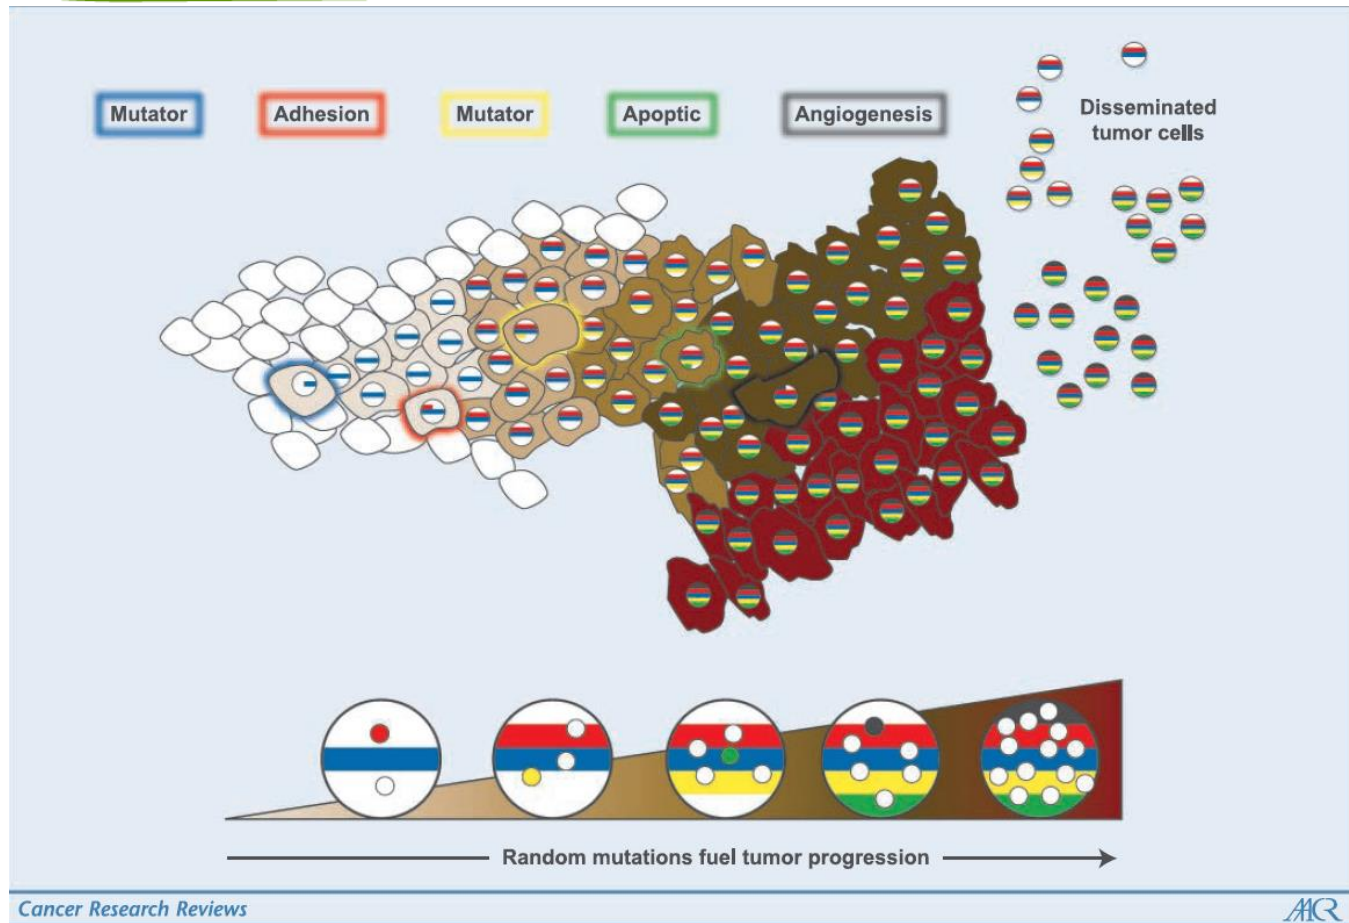 Mutator
Adhesion
Mutator
Apoptic
Angiogenesis
Disseminated
tumor cells
Random mutations fuel tumor progression
Cancer Research Reviews
AACR